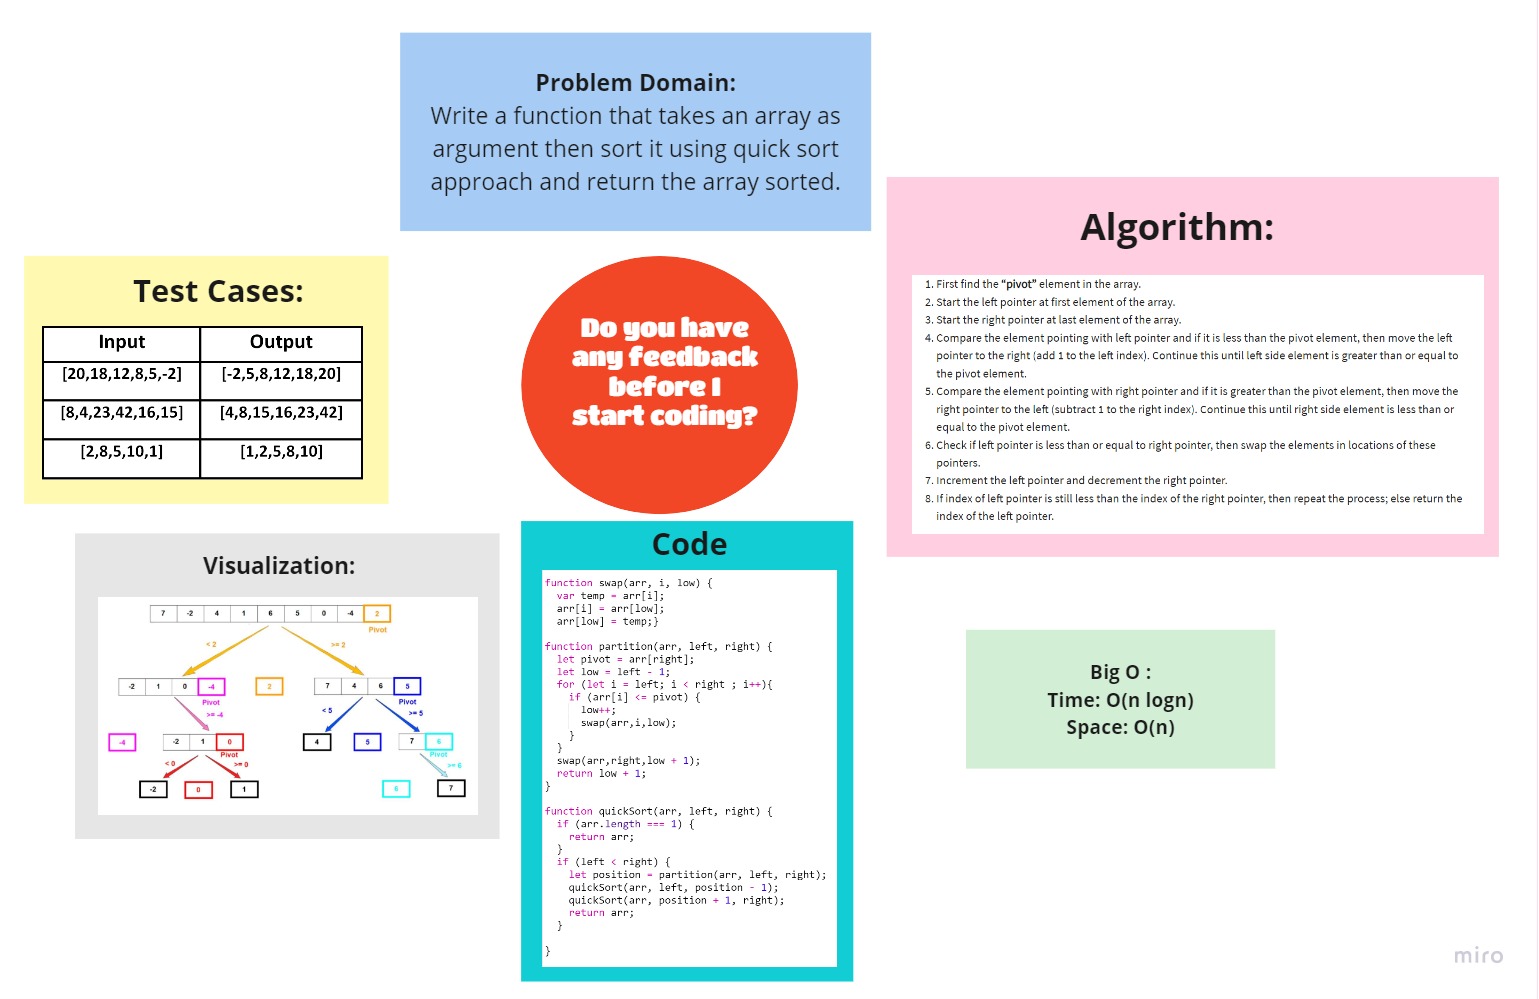 Problem Domain:
Write a function that takes an array as
argument then sort it using quick sort
approach and return the array sorted.
Algorithm:
1. First find the “pivot” element in the array.
2. Start the left pointer at first element of the array.
3. Start the right pointer at last element of the array.
4. Compare the element pointing with left pointer and if it is less than the pivot element, then move the left
pointer to the right (add 1 to the left index). Continue this until left side element is greater than or equal to
the pivot element.
5. Compare the element pointing with right pointer and if it is greater than the pivot element, then move the
right pointer to the left (subtract 1 to the right index). Continue this until right side element is less than or
equal to the pivot element.
6. Check if left pointer is less than or equal to right pointer, then swap the elements in locations of these
pointers.
7. Increment the left pointer and decrement the right pointer.
8. If index of left pointer is still less than the index of the right pointer, then repeat the process; else return the
index of the left pointer.
Test Cases:
Input Output
[20,18,12,8,5,-2] [-2,5,8,12,18,20]
[8,4,23,42,16,15] [4,8,15,16,23,42]
[2,8,5,10,1] [1,2,5,8,10]
Do you have
any feedback
before I
start coding?
Visualization:
7 -2 4 1 6 5 0 -4 2
Pivot
< 2 >= 2
-2 1 0 -4 2 7 4 6 5
Pivot Pivot
>= -4 < 5 >= 5
-4 -2 1 0 4 5 7 6
Pivot Pivot
< 0 >= 0 >= 6
-2 0 1 6 7
Code
function swap(arr, i, low) {
var temp = arr[i];
arr[i] = arr[low];
arr[low] = temp;}
function partition(arr, left, right) {
let pivot = arr[right];
let low = left - 1;
for (let i = left; i < right ; i++){
if (arr[i] <= pivot) {
low++;
swap(arr,i,low);
}
}
swap(arr,right,low + 1);
return low + 1;
}
function quickSort(arr, left, right) {
if (arr.length === 1) {
return arr;
}
if (left < right) {
let position = partition(arr, left, right);
quickSort(arr, left, position - 1);
quickSort(arr, position + 1, right);
return arr;
}
}
Big O :
Time: O(n logn)
Space: O(n)
miro